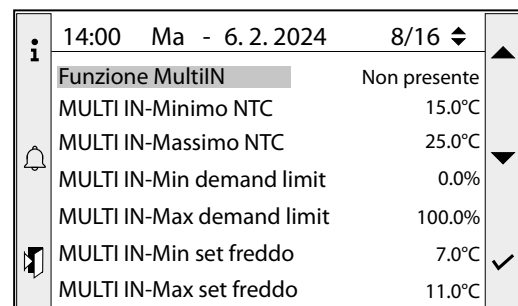 14:00 Ma - 6. 2. 2024 8/16
Funzione MultiIN Non presente
MULTI IN-Minimo NTC 15.0°C
MULTI IN-Massimo NTC 25.0°C
MULTI IN-Min demand limit 0.0%
MULTI IN-Max demand limit 100.0%
MULTI IN-Min set freddo 7.0°C
MULTI IN-Max set freddo 11.0°C